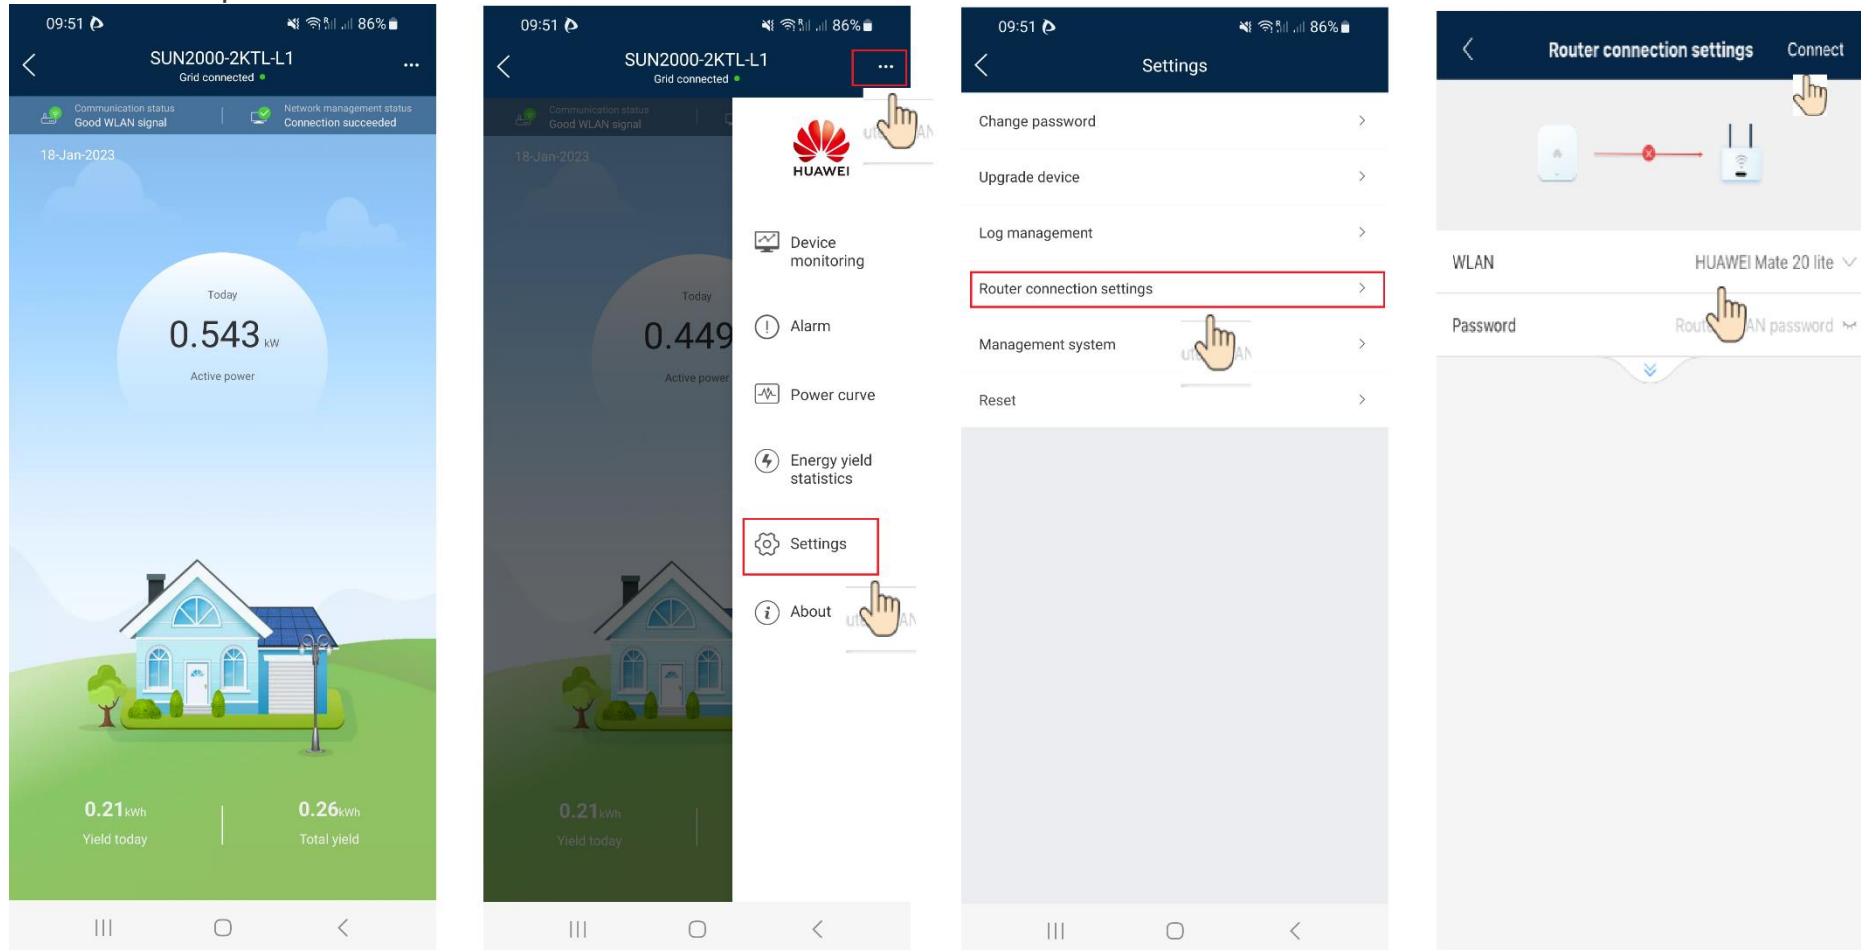 09:51 86%
SUN2000-2KTL-L1
Grid connected
...
Communication status
Good WLAN signal
Network management status
Connection succeeded
18-Jan-2023
Today
0.543 kW
Active power
0.21kWh
Yield today
0.26kWh
Total yield
09:51 86%
SUN2000-2KTL-L1
Grid connected
...
Communication status
Good WLAN signal
18-Jan-2023
HUAWEI
Today
0.449
Active power
Device
monitoring
Alarm
Power curve
Energy yield
statistics
Settings
About
0.21kWh
Yield today
09:51 86%
Settings
Change password
Upgrade device
Log management
Router connection settings
Management system
Reset
Router connection settings Connect
WLAN HUAWEI Mate 20 lite
Password password